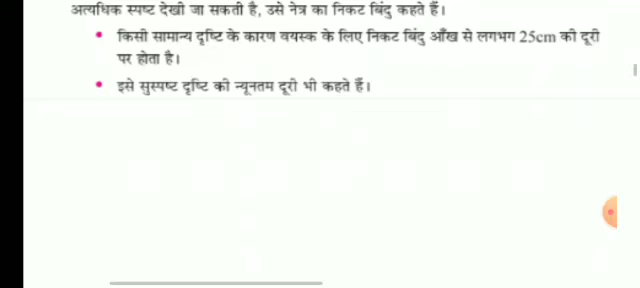 अत्यधिक स्पष्ट देखी जा सकती है, उसे नेत्र का निकट बिंदु कहते हैं।
• किसी सामान्य दृष्टि के कारण वयस्क के लिए निकट बिंदु आँख से लगभग 25cm की दूरी
पर होता है।
• इसे सुस्पष्ट दृष्टि की न्यूनतम दूरी भी कहते हैं।